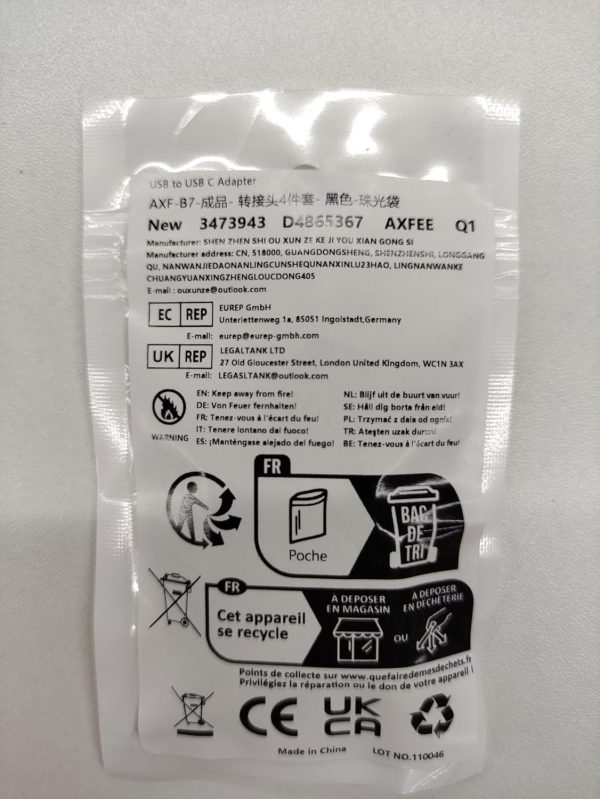 USB to USB C Adapter
AXF-B7-成品- 转接头4件套- 黑色-珠光袋
New 3473943 D4865367 AXFEE Q1
Manufacturer: SHEN ZHEN SHI OU XUN ZE KE JI YOU XIAN GONG SI
Manufacturer address: CN, 518000, GUANGDONGSHENG, SHENZHENSHI, LONGGANG
QU, NANWANJIEDAONANLINGCUNSHEQUNANXINLU23HAO, LINGNANWANKE
CHUANGYUANXINGZHENGLOUCDONG405
E-mail: ouxunze@outlook.com
EC REP EUREP GmbH
Unterlettenweg 1a, 85051 Ingolstadt,Germany
E-mail: eurep@eurep-gmbh.com
UK REP LEGALTANK LTD
27 Old Gloucester Street, London United Kingdom, WC1N 3AX
E-mail: LEGASLTANK@outlook.com
WARNING
EN: Keep away from fire!
DE: Von Feuer fernhalten!
FR: Tenez-vous à l'écart du feu!
IT: Tenere lontano dal fuoco!
ES: ¡Manténgase alejado del fuego!
NL: Blijf uit de buurt van vuur!
SE: Håll dig borta från eld!
PL: Trzymać z dala od ognia!
TR: Ateşten uzak durun!
BE: Tenez-vous à l'écart du feu!
FR
Poche
BAC
DE
TRI
FR
Cet appareil
se recycle
À DÉPOSER
EN MAGASIN
OU
À DÉPOSER
EN DÉCHÈTERIE
Points de collecte sur www.quefairedemesdechets.fr
Privilégiez la réparation ou le don de votre appareil !
CE
UK
CA
Made in China
LOT NO.110046